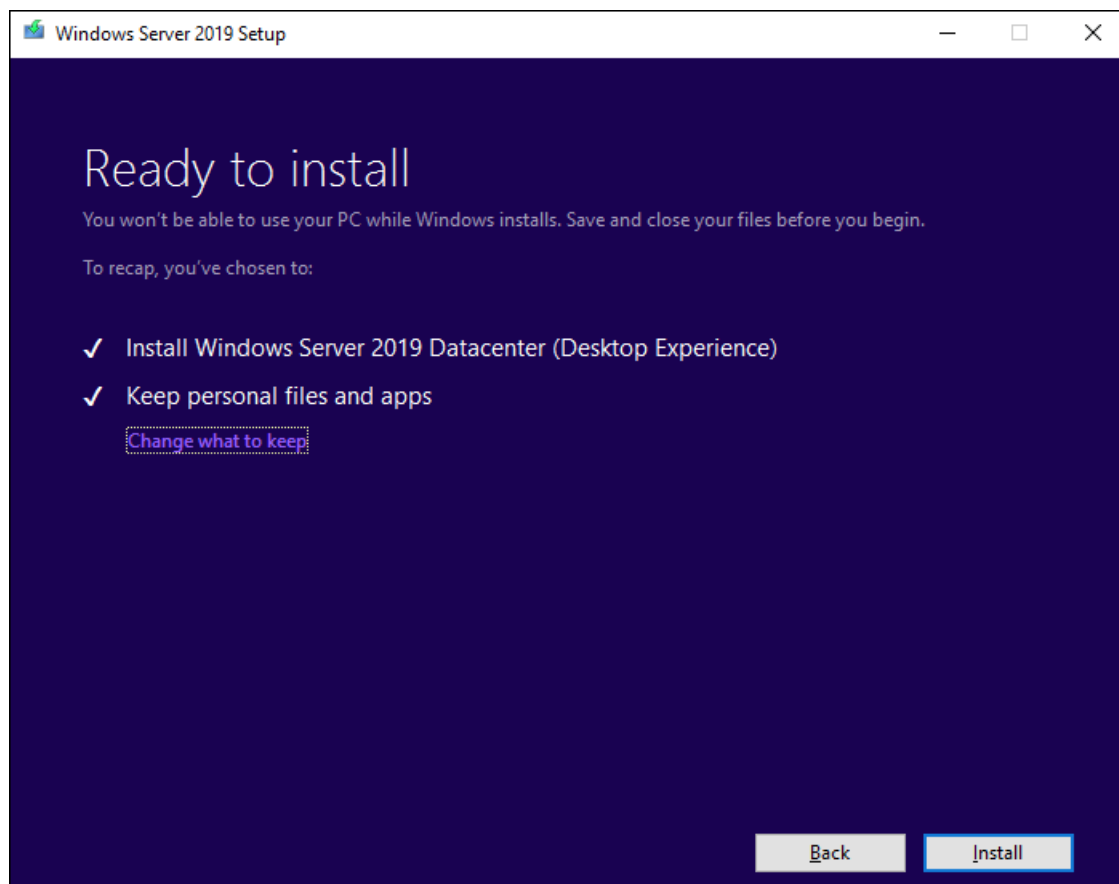 Windows Server 2019 Setup
Ready to install
You won't be able to use your PC while Windows installs. Save and close your files before you begin.
To recap, you've chosen to:
✓ Install Windows Server 2019 Datacenter (Desktop Experience)
✓ Keep personal files and apps
Change what to keep
Back
Install